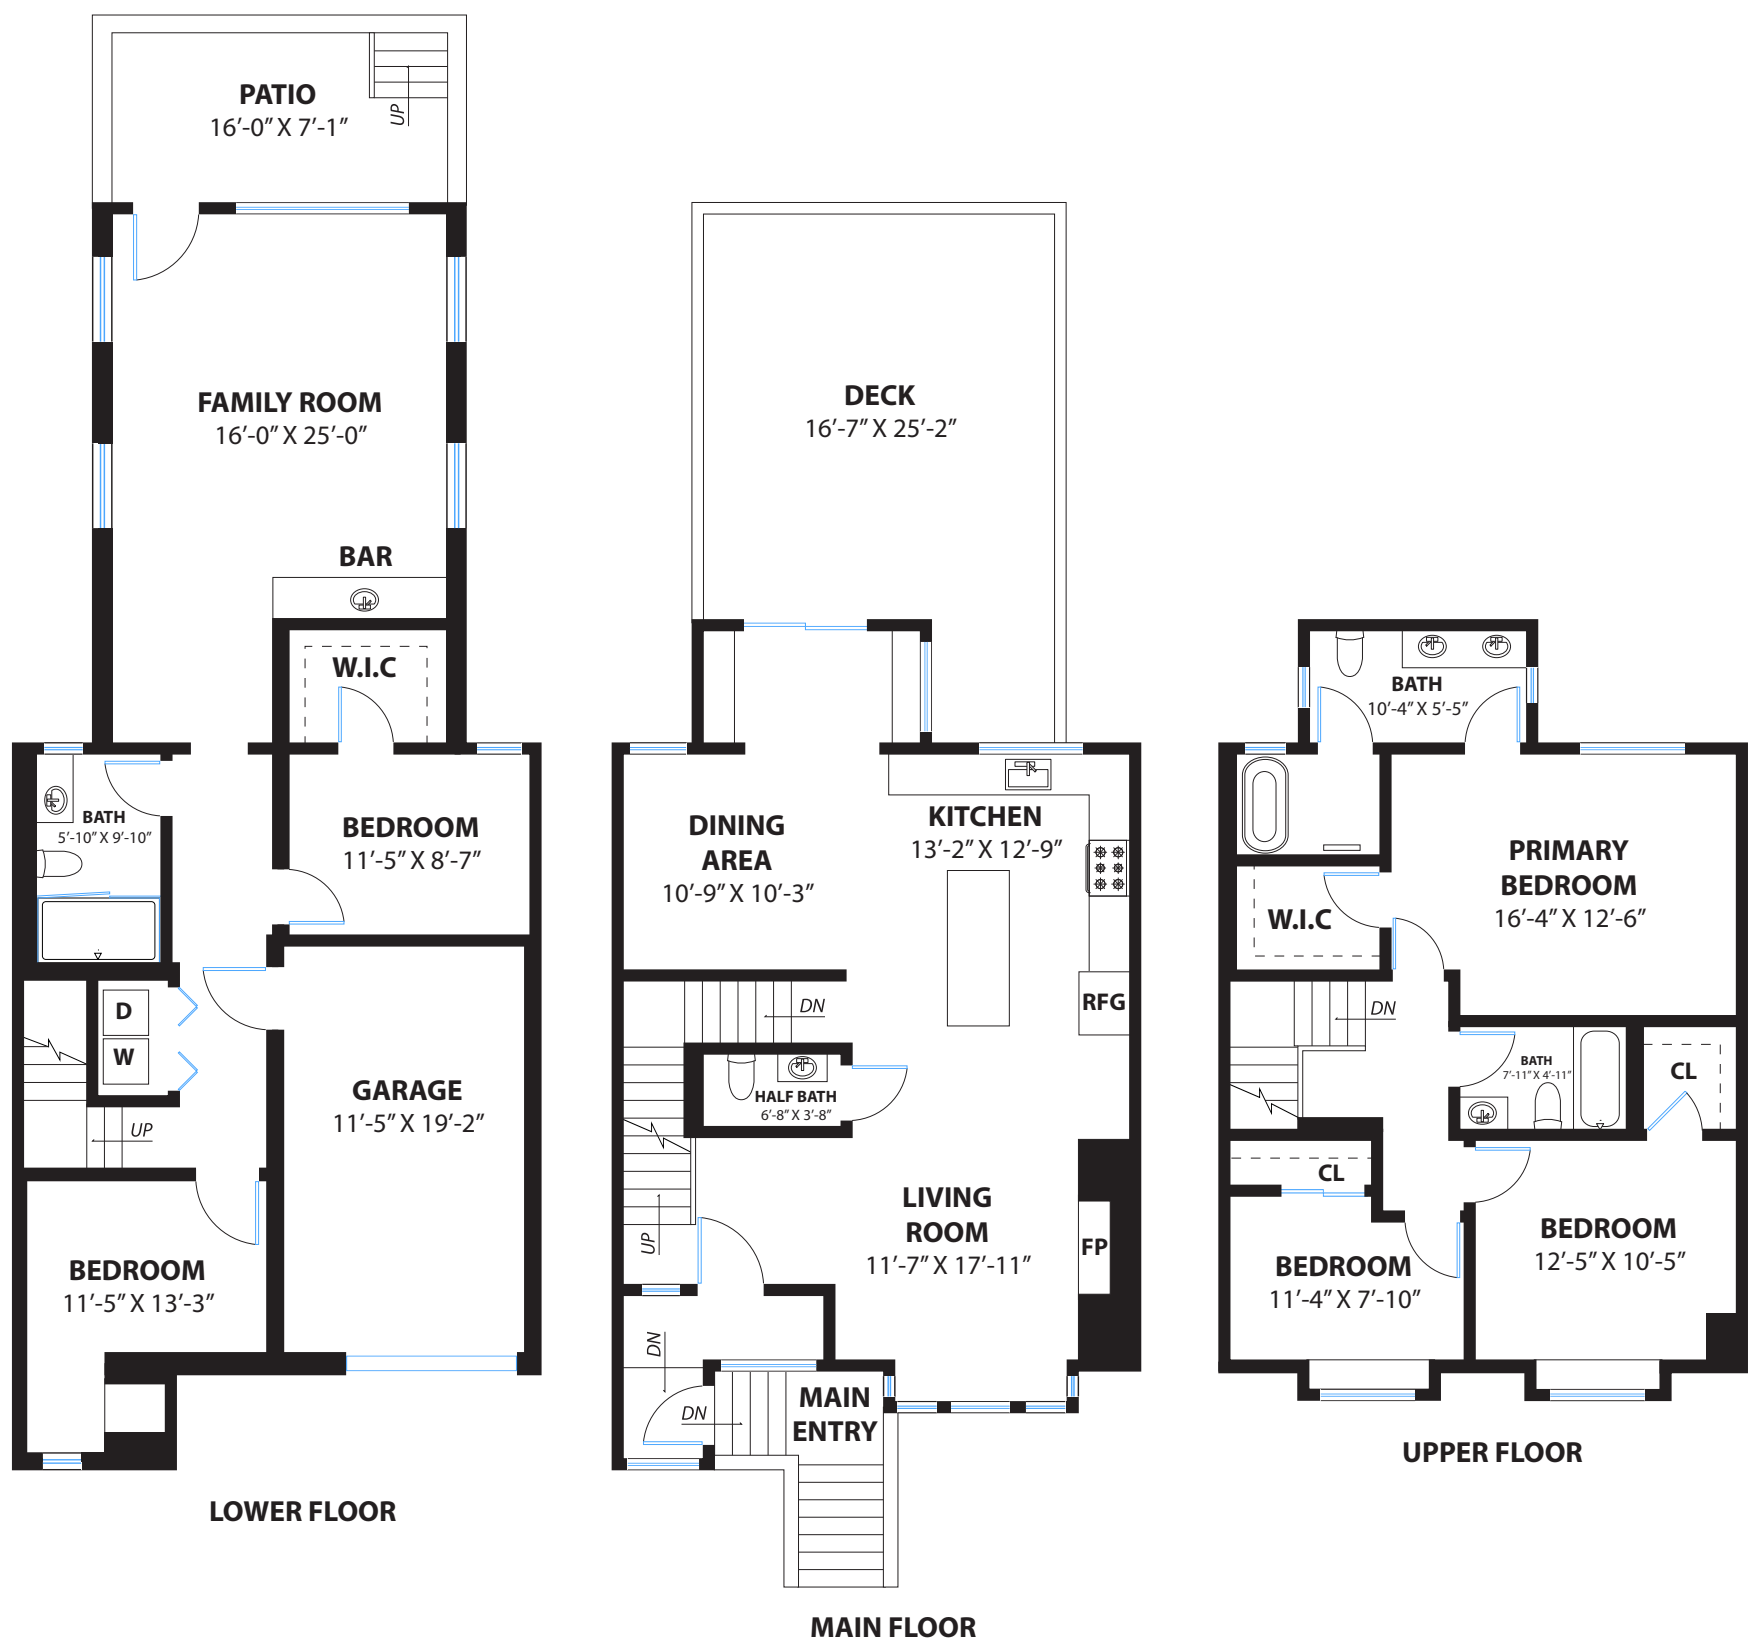 PATIO
16′-0″ X 7′-1″
UP
FAMILY ROOM
16′-0″ X 25′-0″
BAR
W.I.C
BATH
5′-10″ X 9′-10″
BEDROOM
11′-5″ X 8′-7″
D
W
UP
GARAGE
11′-5″ X 19′-2″
BEDROOM
11′-5″ X 13′-3″
LOWER FLOOR
DECK
16′-7″ X 25′-2″
DINING
AREA
10′-9″ X 10′-3″
KITCHEN
13′-2″ X 12′-9″
RFG
DN
HALF BATH
6′-8″ X 3′-8″
UP
LIVING
ROOM
11′-7″ X 17′-11″
FP
DN
DN
MAIN
ENTRY
MAIN FLOOR
BATH
10′-4″ X 5′-5″
PRIMARY
BEDROOM
16′-4″ X 12′-6″
W.I.C
DN
BATH
7′-11″ X 4′-11″
CL
CL
BEDROOM
11′-4″ X 7′-10″
BEDROOM
12′-5″ X 10′-5″
UPPER FLOOR